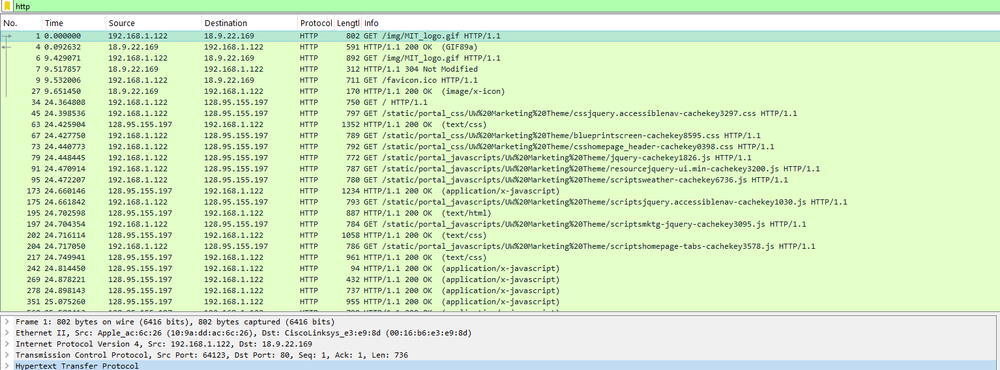 http
No. Time Source Destination Protocol Lengtl Info
1 0.000000 192.168.1.122 18.9.22.169 HTTP 802 GET /img/MIT_logo.gif HTTP/1.1
4 0.092632 18.9.22.169 192.168.1.122 HTTP 591 HTTP/1.1 200 OK (GIF89a)
6 9.429071 192.168.1.122 18.9.22.169 HTTP 892 GET /img/MIT_logo.gif HTTP/1.1
7 9.517857 18.9.22.169 192.168.1.122 HTTP 312 HTTP/1.1 304 Not Modified
9 9.532006 192.168.1.122 18.9.22.169 HTTP 711 GET /favicon.ico HTTP/1.1
27 9.651450 18.9.22.169 192.168.1.122 HTTP 170 HTTP/1.1 200 OK (image/x-icon)
34 24.364808 192.168.1.122 128.95.155.197 HTTP 750 GET / HTTP/1.1
45 24.398536 192.168.1.122 128.95.155.197 HTTP 797 GET /static/portal_css/UW%20Marketing%20Theme/cssjquery.accessiblenav-cachekey3297.css HTTP/1.1
63 24.425904 128.95.155.197 192.168.1.122 HTTP 1352 HTTP/1.1 200 OK (text/css)
67 24.427750 192.168.1.122 128.95.155.197 HTTP 789 GET /static/portal_css/UW%20Marketing%20Theme/blueprintscreen-cachekey8595.css HTTP/1.1
73 24.440773 192.168.1.122 128.95.155.197 HTTP 792 GET /static/portal_css/UW%20Marketing%20Theme/csshomepage_header-cachekey0398.css HTTP/1.1
79 24.448445 192.168.1.122 128.95.155.197 HTTP 772 GET /static/portal_javascripts/UW%20Marketing%20Theme/jquery-cachekey1826.js HTTP/1.1
91 24.470914 192.168.1.122 128.95.155.197 HTTP 787 GET /static/portal_javascripts/UW%20Marketing%20Theme/resourcejquery-ui.min-cachekey3200.js HTTP/1.1
95 24.472207 192.168.1.122 128.95.155.197 HTTP 780 GET /static/portal_javascripts/UW%20Marketing%20Theme/scriptsweather-cachekey6736.js HTTP/1.1
173 24.660146 128.95.155.197 192.168.1.122 HTTP 1234 HTTP/1.1 200 OK (application/x-javascript)
175 24.661842 192.168.1.122 128.95.155.197 HTTP 793 GET /static/portal_javascripts/UW%20Marketing%20Theme/scriptsjquery.accessiblenav-cachekey1030.js HTTP/1.1
195 24.702598 128.95.155.197 192.168.1.122 HTTP 887 HTTP/1.1 200 OK (text/html)
197 24.704354 192.168.1.122 128.95.155.197 HTTP 784 GET /static/portal_javascripts/UW%20Marketing%20Theme/scriptsmktg-jquery-cachekey3095.js HTTP/1.1
202 24.716114 128.95.155.197 192.168.1.122 HTTP 1058 HTTP/1.1 200 OK (text/css)
204 24.717050 192.168.1.122 128.95.155.197 HTTP 786 GET /static/portal_javascripts/UW%20Marketing%20Theme/scriptshomepage-tabs-cachekey3578.js HTTP/1.1
217 24.749941 128.95.155.197 192.168.1.122 HTTP 961 HTTP/1.1 200 OK (text/css)
242 24.814450 128.95.155.197 192.168.1.122 HTTP 94 HTTP/1.1 200 OK (application/x-javascript)
269 24.878221 128.95.155.197 192.168.1.122 HTTP 432 HTTP/1.1 200 OK (application/x-javascript)
278 24.898143 128.95.155.197 192.168.1.122 HTTP 737 HTTP/1.1 200 OK (application/x-javascript)
351 25.075260 128.95.155.197 192.168.1.122 HTTP 955 HTTP/1.1 200 OK (application/x-javascript)
Frame 1: 802 bytes on wire (6416 bits), 802 bytes captured (6416 bits)
Ethernet II, Src: Apple_ac:6c:26 (10:9a:dd:ac:6c:26), Dst: CiscoLinksys_e3:e9:8d (00:16:b6:e3:e9:8d)
Internet Protocol Version 4, Src: 192.168.1.122, Dst: 18.9.22.169
Transmission Control Protocol, Src Port: 64123, Dst Port: 80, Seq: 1, Ack: 1, Len: 736
Hypertext Transfer Protocol